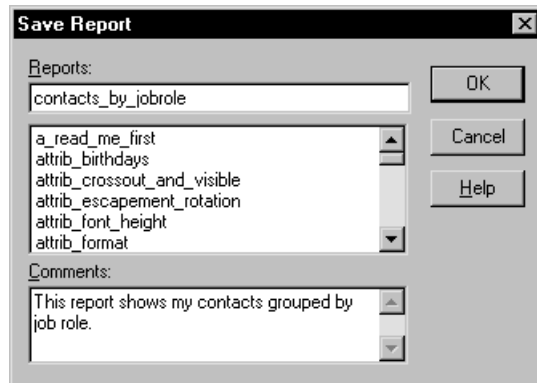 Save Report
Reports:
contacts_by_jobrole
a_read_me_first
attrib_birthdays
attrib_crossout_and_visible
attrib_escapement_rotation
attrib_font_height
attrib_format
Comments:
This report shows my contacts grouped by
job role.
OK
Cancel
Help